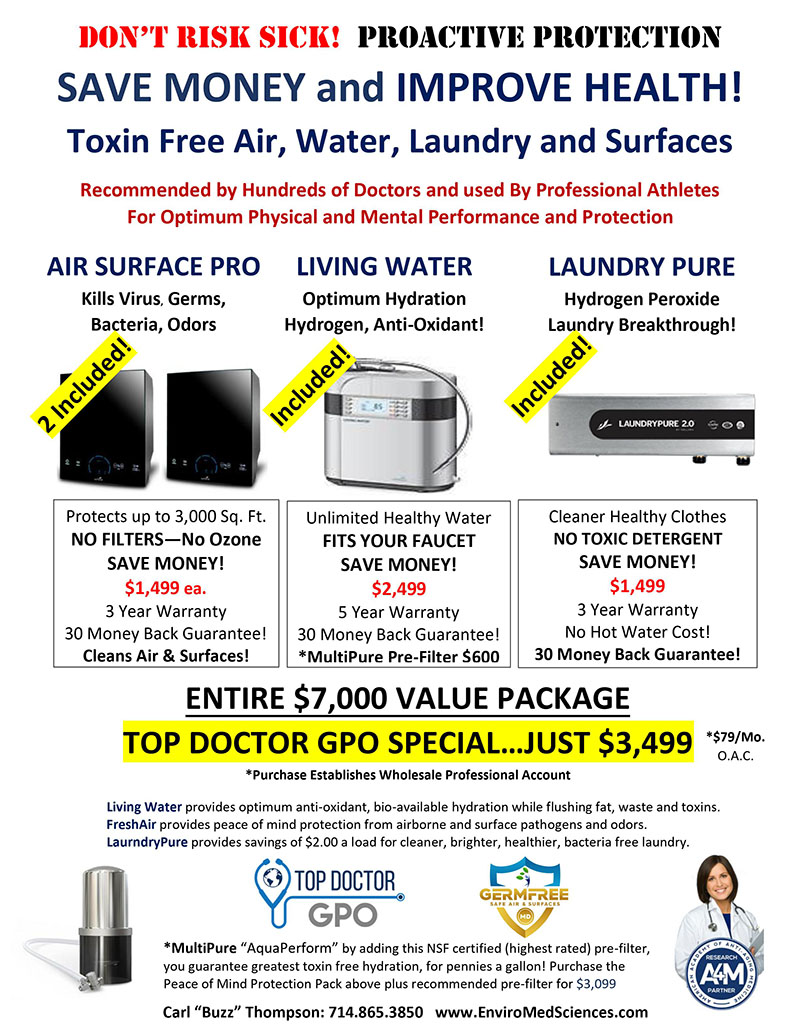 DON'T RISK SICK! PROACTIVE PROTECTION
SAVE MONEY and IMPROVE HEALTH!
Toxin Free Air, Water, Laundry and Surfaces
Recommended by Hundreds of Doctors and used By Professional Athletes
For Optimum Physical and Mental Performance and Protection
AIR SURFACE PRO
Kills Virus, Germs,
Bacteria, Odors
2 Included!
Protects up to 3,000 Sq. Ft.
NO FILTERS—No Ozone
SAVE MONEY!
$1,499 ea.
3 Year Warranty
30 Money Back Guarantee!
Cleans Air & Surfaces!
LIVING WATER
Optimum Hydration
Hydrogen, Anti-Oxidant!
Included!
Unlimited Healthy Water
FITS YOUR FAUCET
SAVE MONEY!
$2,499
5 Year Warranty
30 Money Back Guarantee!
*MultiPure Pre-Filter $600
LAUNDRY PURE
Hydrogen Peroxide
Laundry Breakthrough!
Included!
LAUNDRYPURE 2.0
Cleaner Healthy Clothes
NO TOXIC DETERGENT
SAVE MONEY!
$1,499
3 Year Warranty
No Hot Water Cost!
30 Money Back Guarantee!
ENTIRE $7,000 VALUE PACKAGE
TOP DOCTOR GPO SPECIAL...JUST $3,499
*$79/Mo.
O.A.C.
*Purchase Establishes Wholesale Professional Account
Living Water provides optimum anti-oxidant, bio-available hydration while flushing fat, waste and toxins.
FreshAir provides peace of mind protection from airborne and surface pathogens and odors.
LaurndryPure provides savings of $2.00 a load for cleaner, brighter, healthier, bacteria free laundry.
TOP DOCTOR
GPO
GERMFREE
SAFE AIR & SURFACES
MD
*MultiPure "AquaPerform" by adding this NSF certified (highest rated) pre-filter,
you guarantee greatest toxin free hydration, for pennies a gallon! Purchase the
Peace of Mind Protection Pack above plus recommended pre-filter for $3,099
AMERICAN ACADEMY OF ANTI-AGING MEDICINE
RESEARCH
A4M
PARTNER
Carl "Buzz" Thompson: 714.865.3850 www.EnviroMedSciences.com